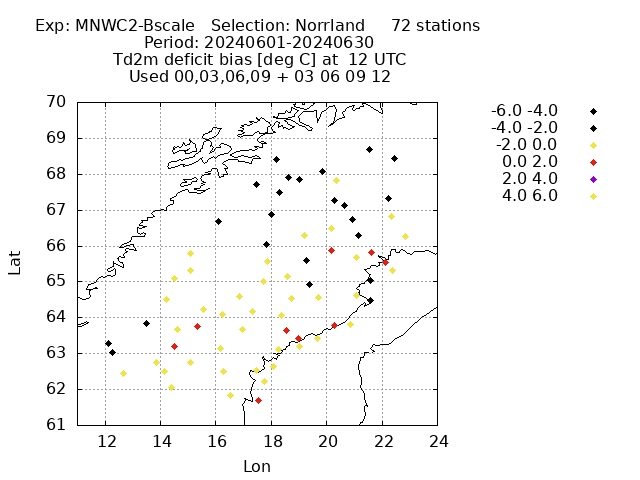 Exp: MNWC2-Bscale   Selection: Norrland     72 stations
Period: 20240601-20240630
Td2m deficit bias [deg C] at  12 UTC
Used 00,03,06,09 + 03 06 09 12
-6.0 -4.0
-4.0 -2.0
-2.0 0.0
0.0 2.0
2.0 4.0
4.0 6.0
70
69
68
67
66
65
64
63
62
61
Lat
12 14 16 18 20 22 24
Lon